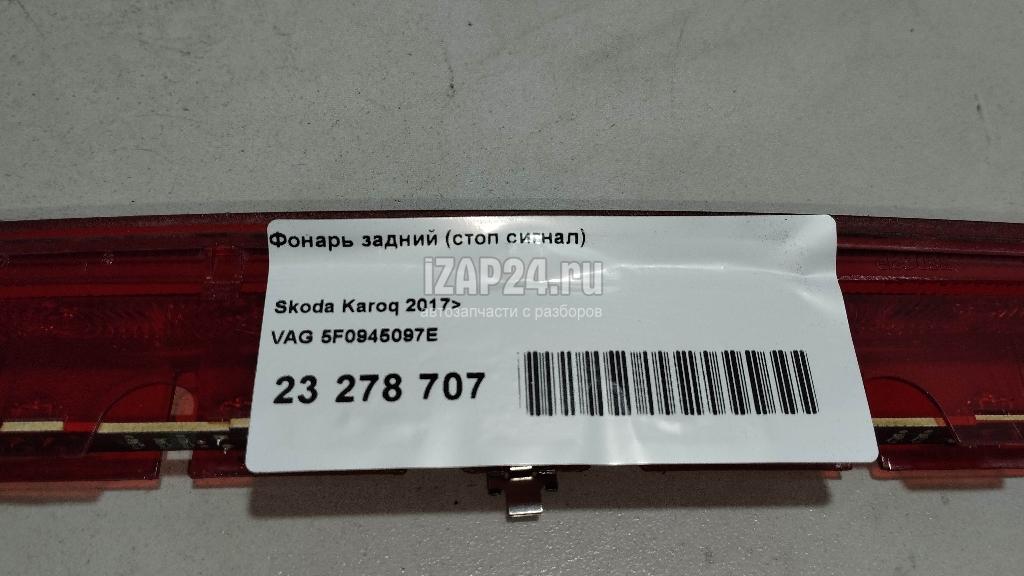 Фонарь задний (стоп сигнал)
iZAP24.ru
Skoda Karoq 2017>
автозапчасти с разборов
VAG 5F0945097E
23 278 707